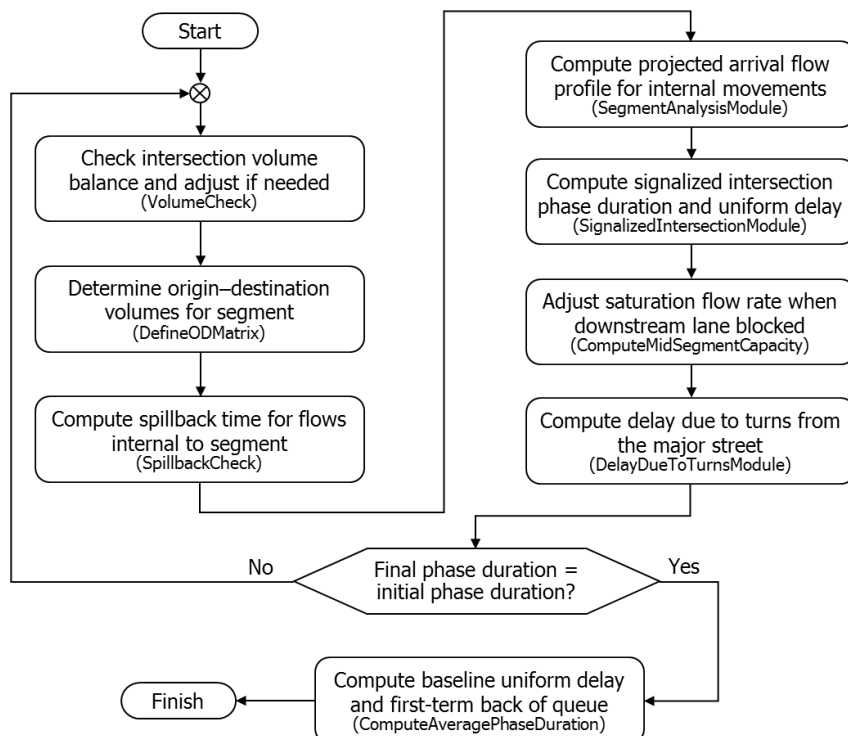 Start
Check intersection volume
balance and adjust if needed
(VolumeCheck)
Determine origin–destination
volumes for segment
(DefineODMatrix)
Compute spillback time for flows
internal to segment
(SpillbackCheck)
Compute projected arrival flow
profile for internal movements
(SegmentAnalysisModule)
Compute signalized intersection
phase duration and uniform delay
(SignalizedIntersectionModule)
Adjust saturation flow rate when
downstream lane blocked
(ComputeMidSegmentCapacity)
Compute delay due to turns from
the major street
(DelayDueToTurnsModule)
No
Final phase duration =
initial phase duration?
Yes
Compute baseline uniform delay
and first-term back of queue
(ComputeAveragePhaseDuration)
Finish